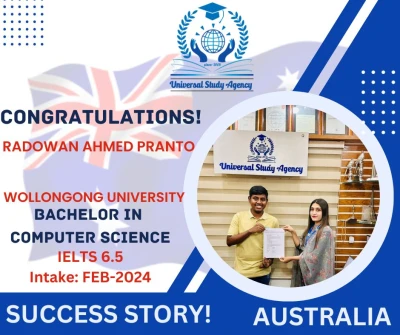 Universal Study Agency
CONGRATULATIONS!
RADOWAN AHMED PRANTO
WOLLONGONG UNIVERSITY
BACHELOR IN
COMPUTER SCIENCE
IELTS 6.5
Intake: FEB-2024
Universal Study Agency
SUCCESS STORY!
AUSTRALIA